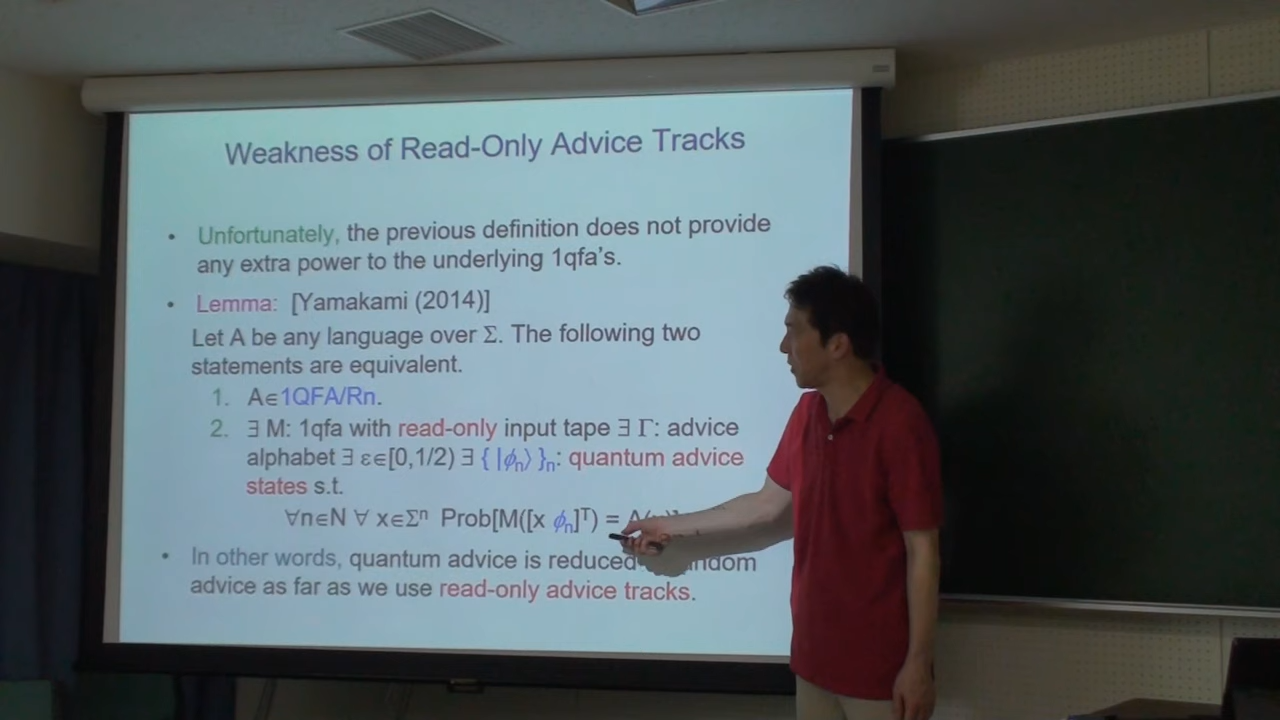 Weakness of Read-Only Advice Tracks
• Unfortunately, the previous definition does not provide
any extra power to the underlying 1qfa's.
• Lemma: [Yamakami (2014)]
Let A be any language over Σ. The following two
statements are equivalent.
1. A∈1QFA/Rn.
2. ∃ M: 1qfa with read-only input tape ∃ Γ: advice
alphabet ∃ ε∈[0,1/2) ∃ { |ϕₙ⟩ }ₙ: quantum advice
states s.t.
∀n∈N ∀ x∈Σⁿ Prob[M([x ϕₙ]ᵀ) =
• In other words, quantum advice is reduced
advice as far as we use read-only advice tracks.